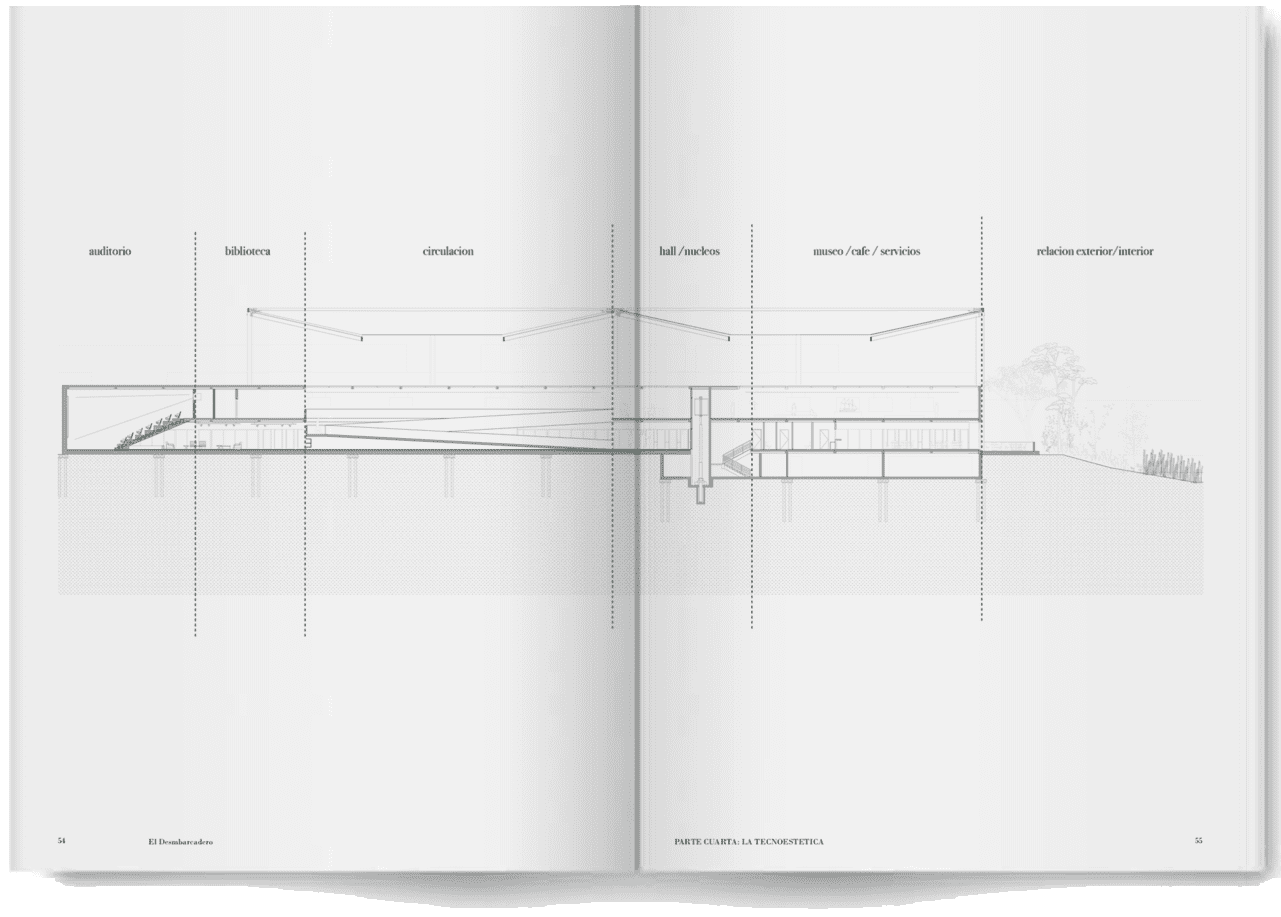 auditorio
biblioteca
circulacion
hall /nucleos
museo /cafe / servicios
relacion exterior/interior
54
El Desmbarcadero
PARTE CUARTA: LA TECNOESTETICA
55